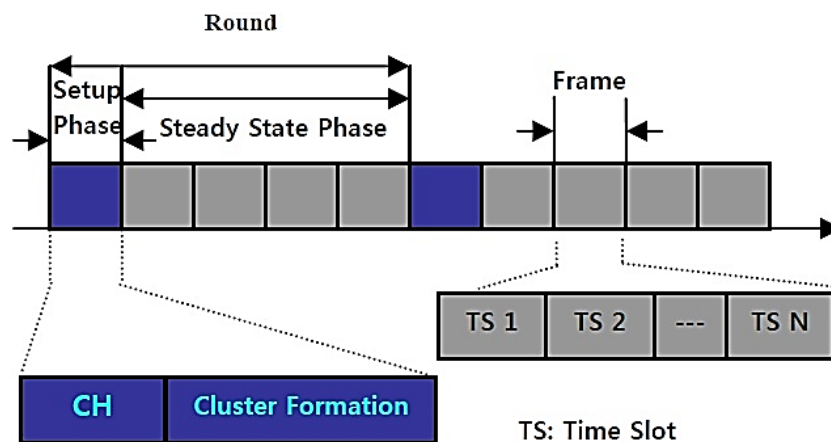 Round
Setup
Phase
Steady State Phase
Frame
TS 1
TS 2
---
TS N
CH
Cluster Formation
TS: Time Slot